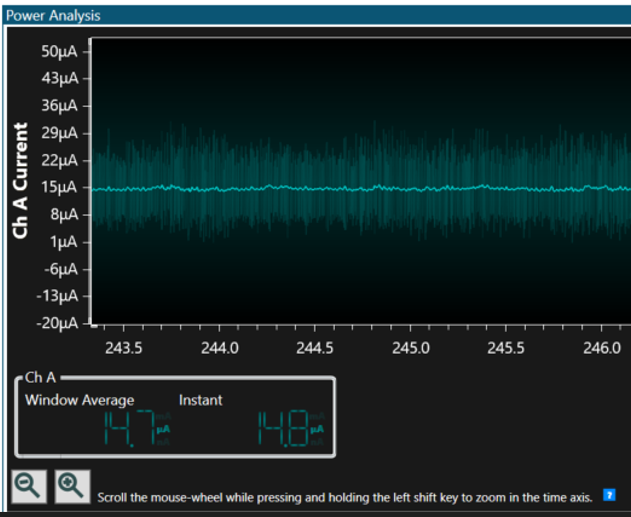 Power Analysis
50µA
43µA
36µA
29µA
22µA
15µA
8µA
1µA
-6µA
-13µA
-20µA
Ch A Current
243.5 244.0 244.5 245.0 245.5 246.0
Ch A
Window Average Instant
14.7 µA 14.8 µA
Scroll the mouse-wheel while pressing and holding the left shift key to zoom in the time axis. ?